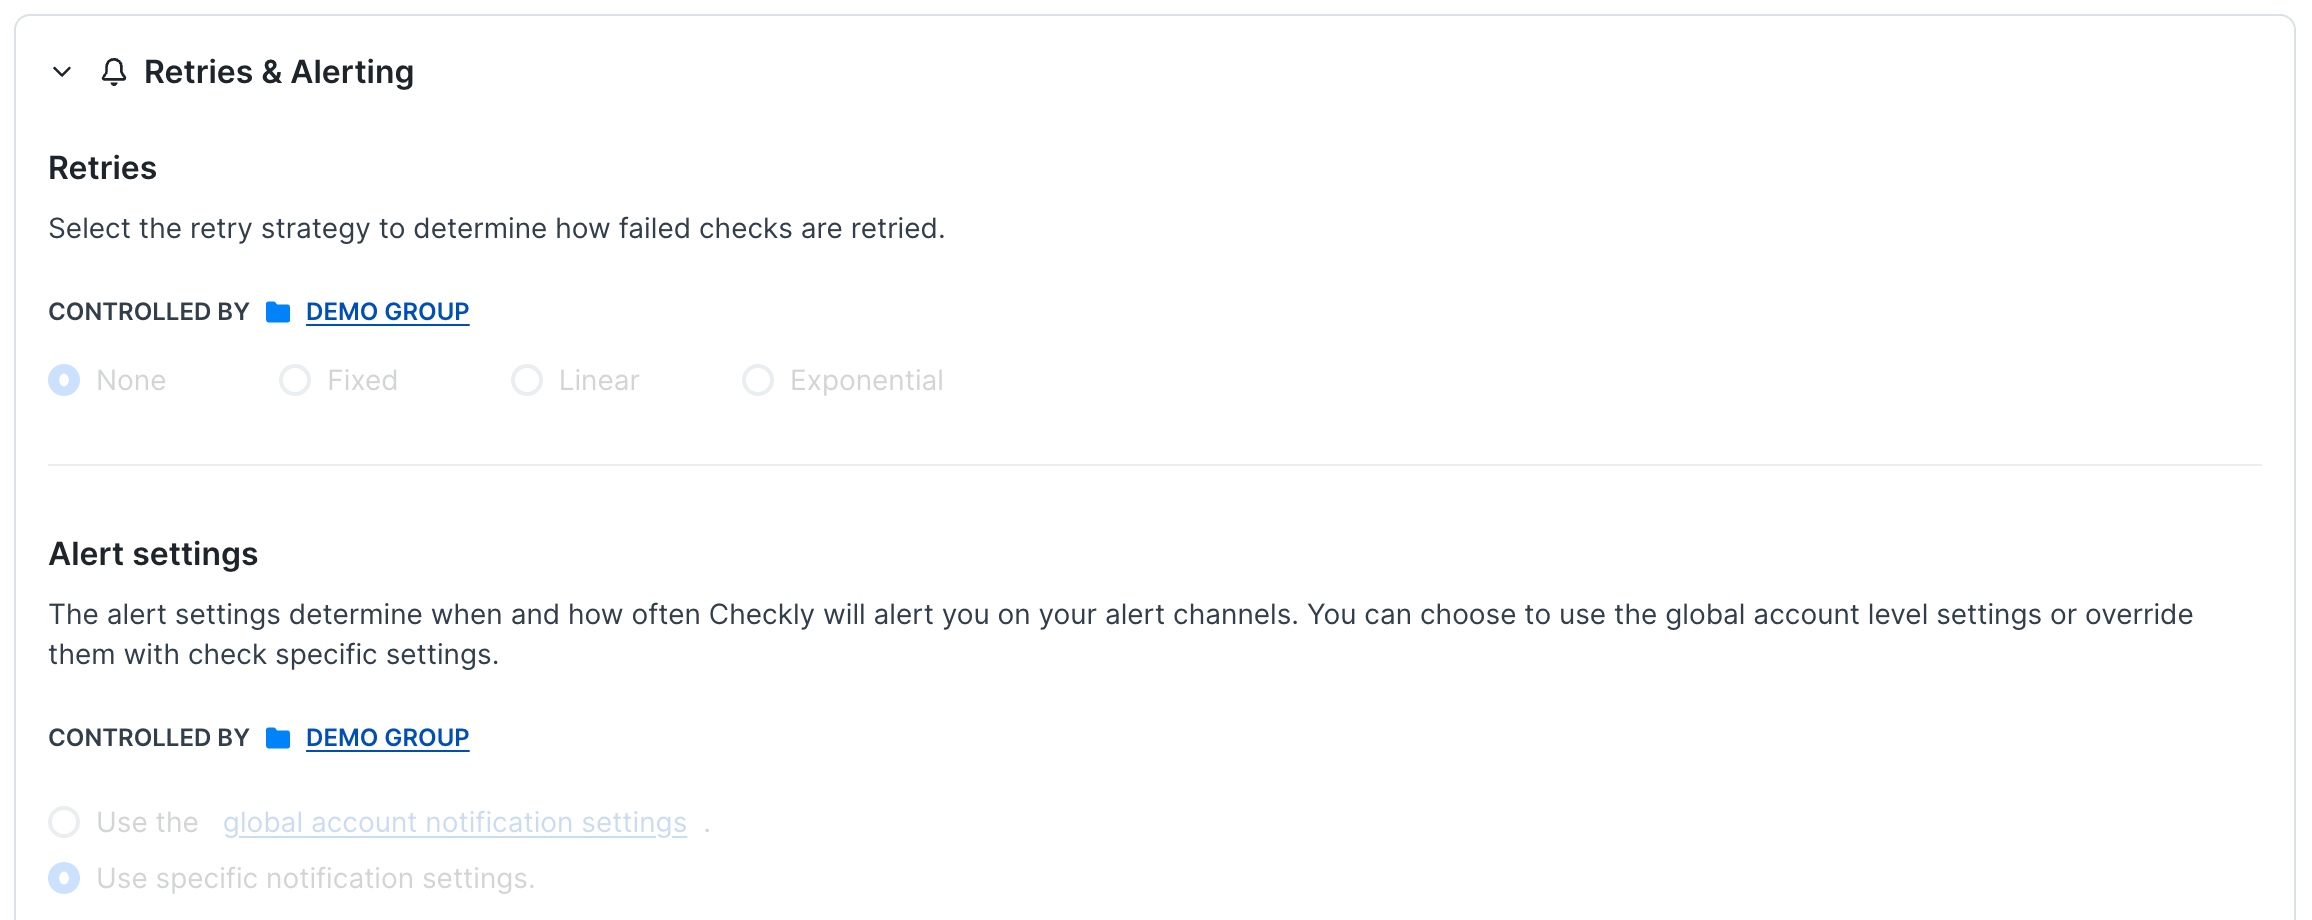 Retries & Alerting
Retries
Select the retry strategy to determine how failed checks are retried.
CONTROLLED BY DEMO GROUP
None Fixed Linear Exponential
Alert settings
The alert settings determine when and how often Checkly will alert you on your alert channels. You can choose to use the global account level settings or override
them with check specific settings.
CONTROLLED BY DEMO GROUP
Use the global account notification settings .
Use specific notification settings.